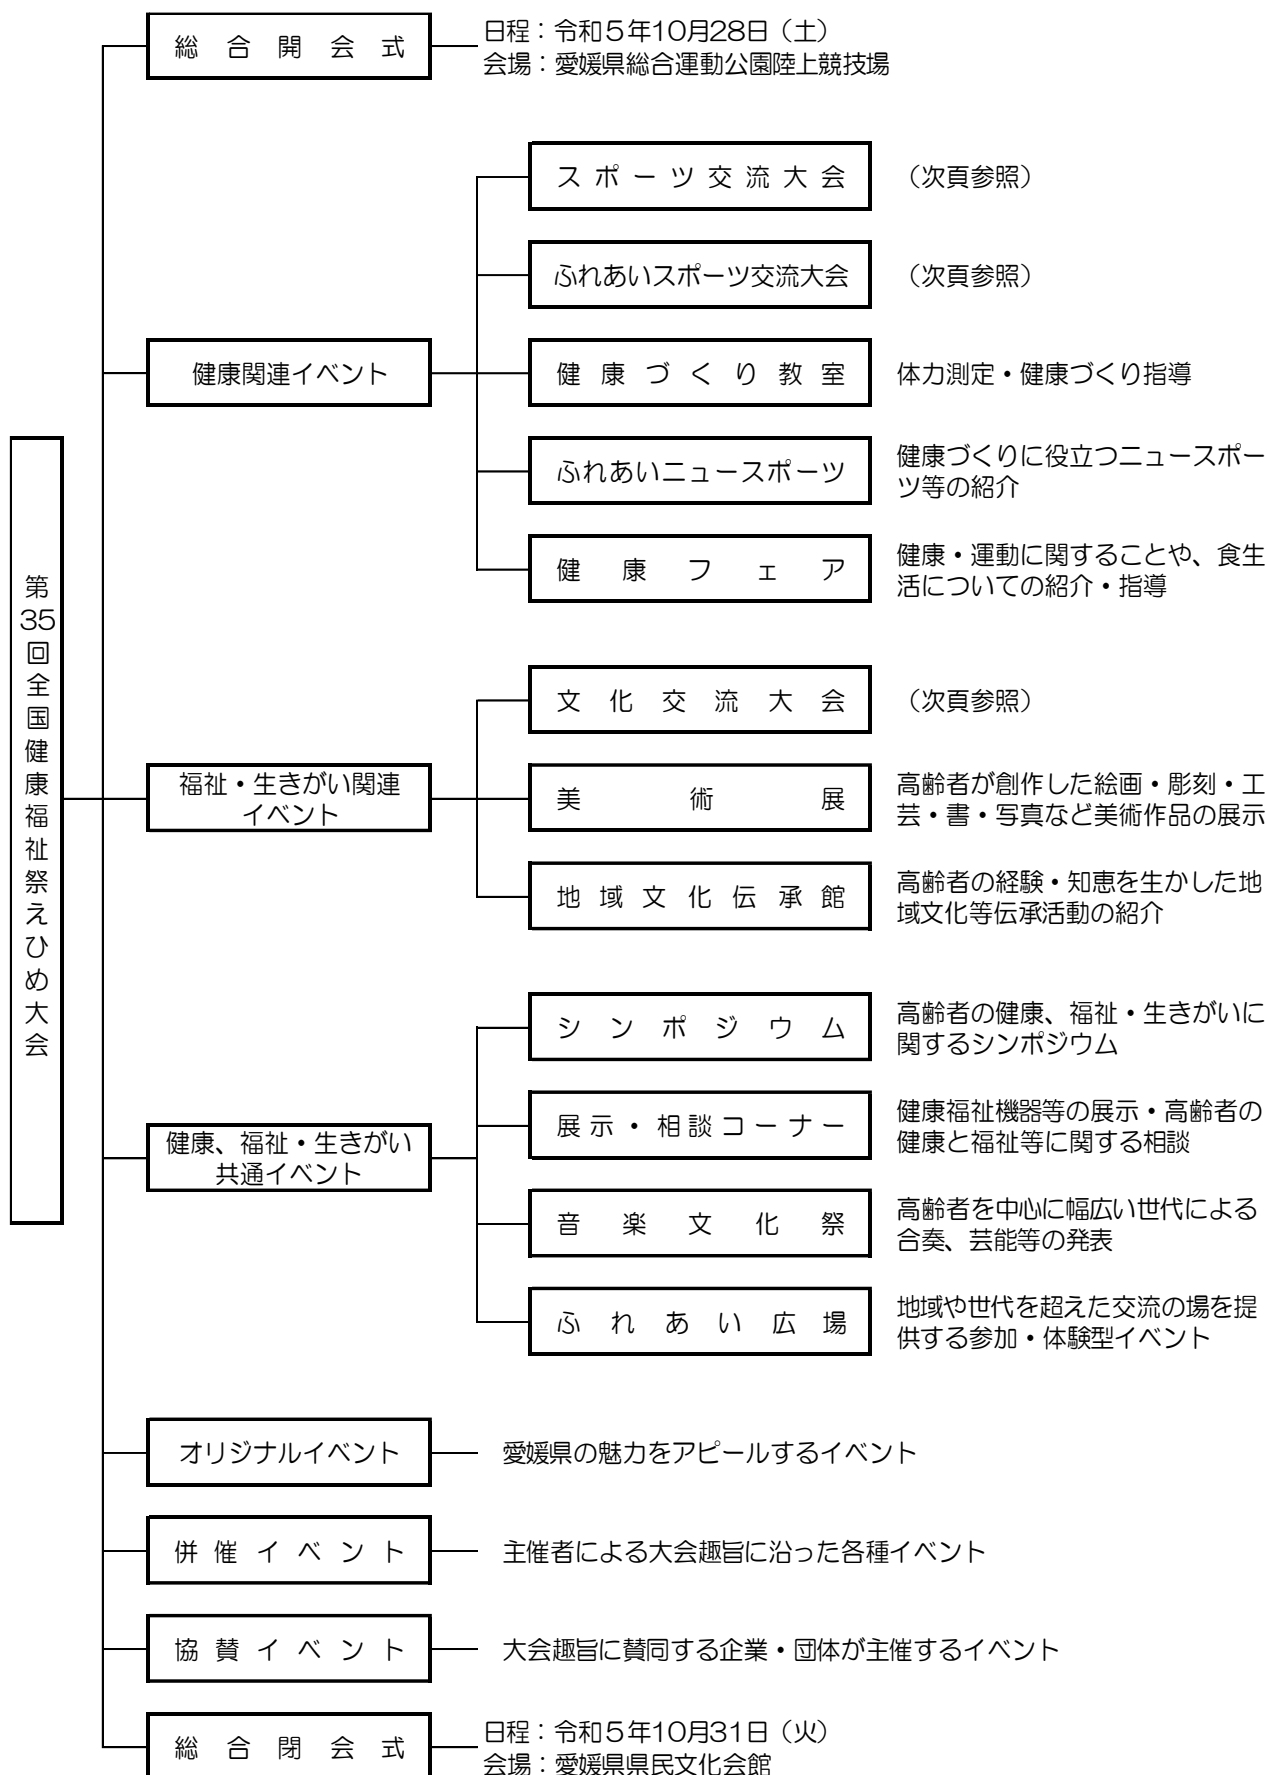 第35回全国健康福祉祭えひめ大会
総合開会式
日程：令和５年10月28日（土）
会場：愛媛県総合運動公園陸上競技場
健康関連イベント
スポーツ交流大会
（次頁参照）
ふれあいスポーツ交流大会
（次頁参照）
健康づくり教室
体力測定・健康づくり指導
ふれあいニュースポーツ
健康づくりに役立つニュースポー
ツ等の紹介
健康フェア
健康・運動に関することや、食生
活についての紹介・指導
福祉・生きがい関連
イベント
文化交流大会
（次頁参照）
美術展
高齢者が創作した絵画・彫刻・工
芸・書・写真など美術作品の展示
地域文化伝承館
高齢者の経験・知恵を生かした地
域文化等伝承活動の紹介
健康、福祉・生きがい
共通イベント
シンポジウム
高齢者の健康、福祉・生きがいに
関するシンポジウム
展示・相談コーナー
健康福祉機器等の展示・高齢者の
健康と福祉等に関する相談
音楽文化祭
高齢者を中心に幅広い世代による
合奏、芸能等の発表
ふれあい広場
地域や世代を超えた交流の場を提
供する参加・体験型イベント
オリジナルイベント
愛媛県の魅力をアピールするイベント
併催イベント
主催者による大会趣旨に沿った各種イベント
協賛イベント
大会趣旨に賛同する企業・団体が主催するイベント
総合閉会式
日程：令和５年10月31日（火）
会場：愛媛県県民文化会館